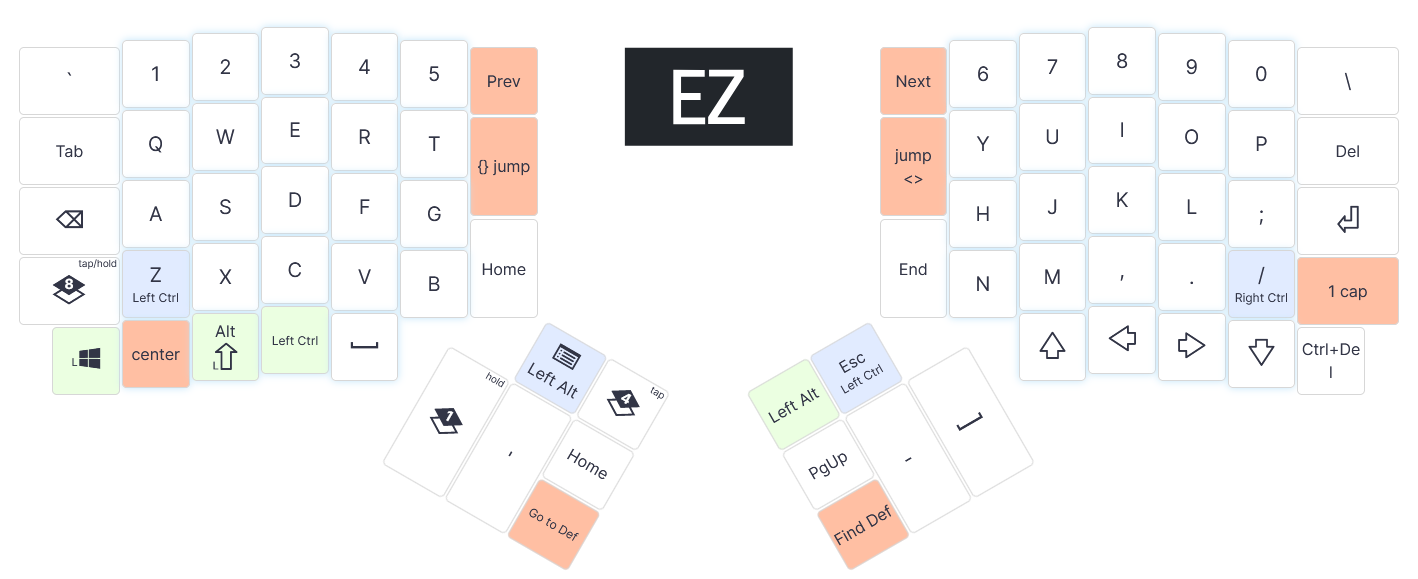 `
1
2
3
4
5
Prev
EZ
Next
6
7
8
9
0
\
Tab
Q
W
E
R
T
{} jump
jump
<>
Y
U
I
O
P
Del
A
S
D
F
G
H
J
K
L
;
tap/hold
8
Z
Left Ctrl
X
C
V
B
Home
End
N
M
,
.
/
Right Ctrl
1 cap
L
center
Alt
L
Left Ctrl
Ctrl+De
l
hold
1
Left Alt
tap
4
'
Home
Go to Def
Left Alt
Esc
Left Ctrl
PgUp
-
Find Def